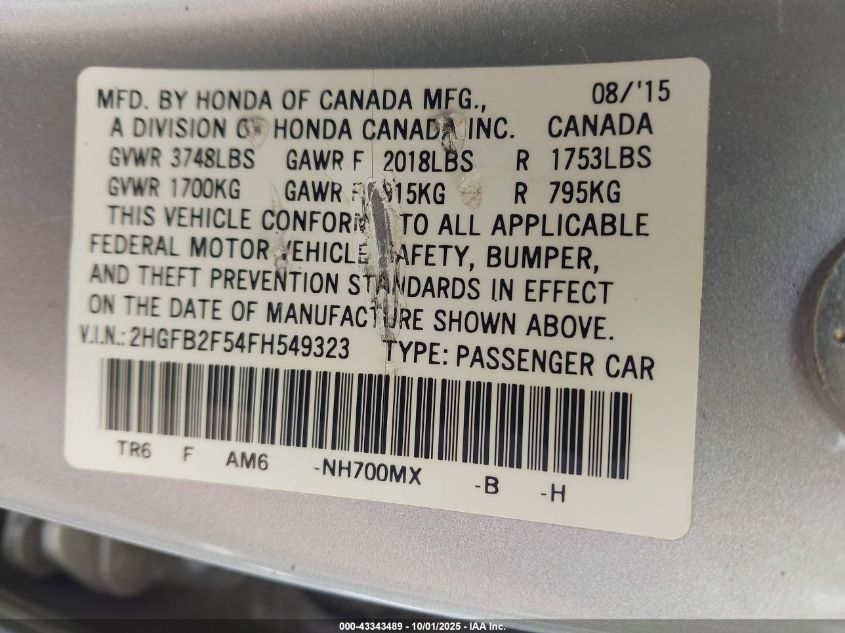 MFD. BY HONDA OF CANADA MFG., 08/'15
A DIVISION OF HONDA CANADA INC. CANADA
GVWR 3748LBS GAWR F 2018LBS R 1753LBS
GVWR 1700KG GAWR F 915KG R 795KG
THIS VEHICLE CONFORMS TO ALL APPLICABLE
FEDERAL MOTOR VEHICLE SAFETY, BUMPER,
AND THEFT PREVENTION STANDARDS IN EFFECT
ON THE DATE OF MANUFACTURE SHOWN ABOVE.
V.I.N.: 2HGFB2F54FH549323 TYPE: PASSENGER CAR
TR6 F AM6 -NH700MX -B -H
000-43343489 - 10/01/2025 - IAA Inc.